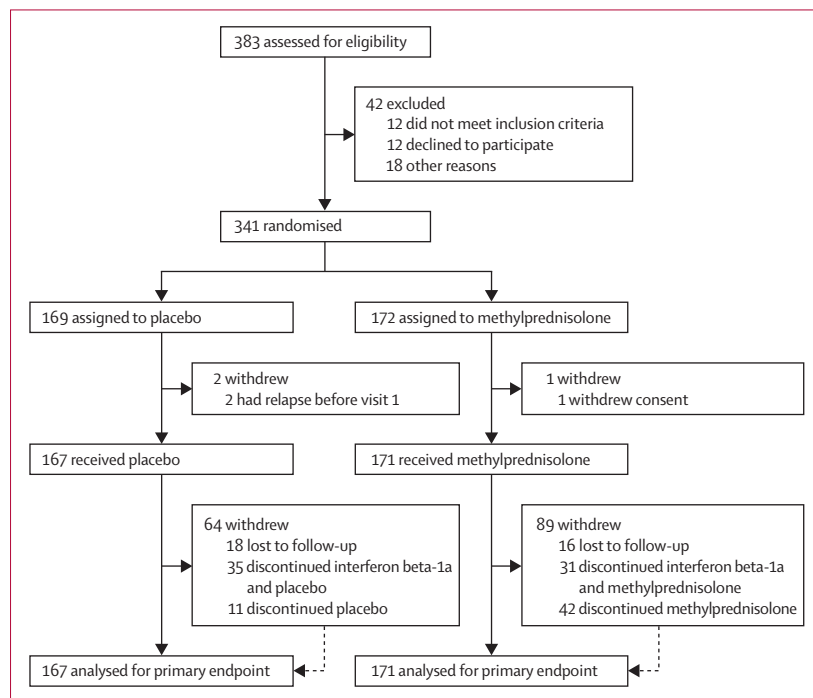 383 assessed for eligibility
42 excluded
12 did not meet inclusion criteria
12 declined to participate
18 other reasons
341 randomised
169 assigned to placebo
172 assigned to methylprednisolone
2 withdrew
2 had relapse before visit 1
1 withdrew
1 withdrew consent
167 received placebo
171 received methylprednisolone
64 withdrew
18 lost to follow-up
35 discontinued interferon beta-1a
and placebo
11 discontinued placebo
89 withdrew
16 lost to follow-up
31 discontinued interferon beta-1a
and methylprednisolone
42 discontinued methylprednisolone
167 analysed for primary endpoint
171 analysed for primary endpoint